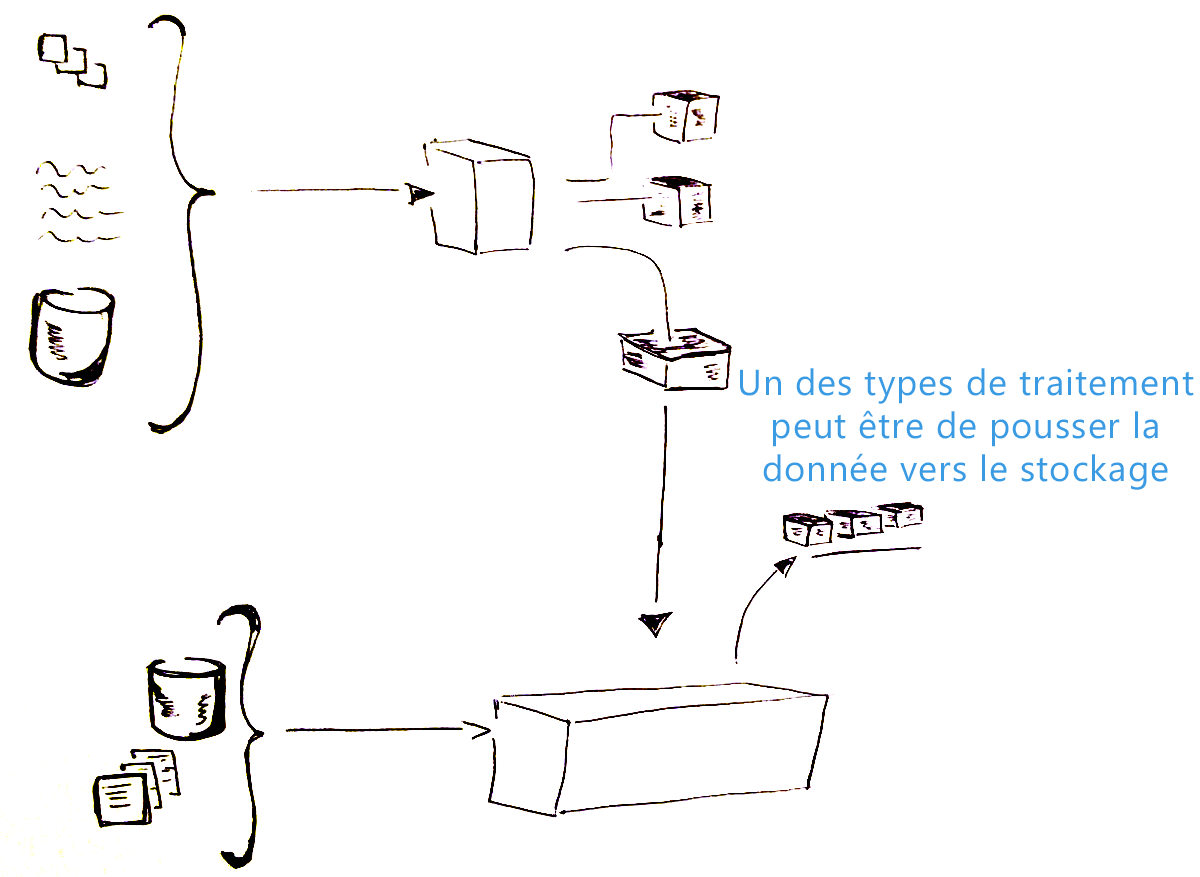 Un des types de traitement
peut être de pousser la
donnée vers le stockage